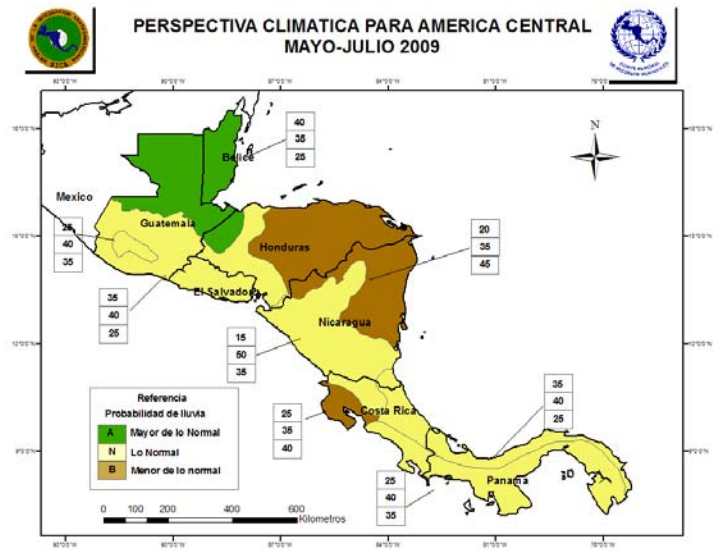 PERSPECTIVA CLIMATICA PARA AMERICA CENTRAL
MAYO-JULIO 2009
N
40
35
25
Belice
Mexico
Guatemala
25
40
35
Honduras
20
35
45
El Salvador
35
40
25
Nicaragua
15
50
35
Referencia
Probabilidad de lluvia
A Mayor de lo Normal
N Lo Normal
B Menor de lo normal
25
35
40
Costa Rica
35
40
25
Panama
25
40
35
0 100 200 400 600
Kilometros